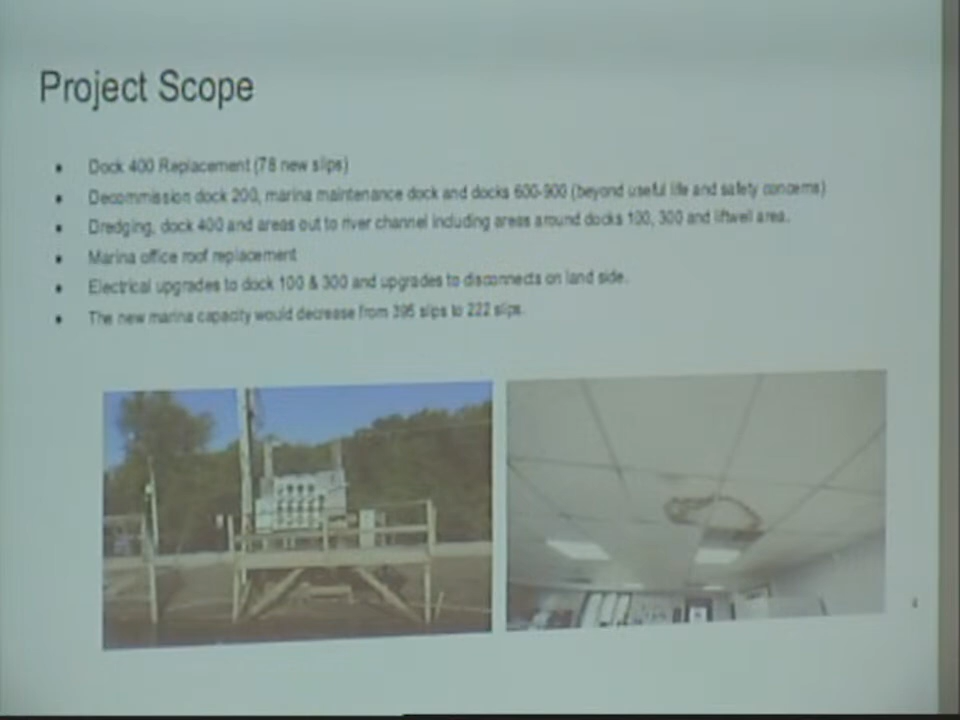 Project Scope
• Dock 400 Replacement (78 new slips)
• Decommission dock 200, marina maintenance dock and docks 600-900 (beyond useful life and safety concerns)
• Dredging, dock 400 and areas out to river channel including areas around docks 100, 300 and liftwell area.
• Marina office roof replacement
• Electrical upgrades to dock 100 & 300 and upgrades to disconnects on land side.
• The new marina capacity would decrease from 395 slips to 222 slips.